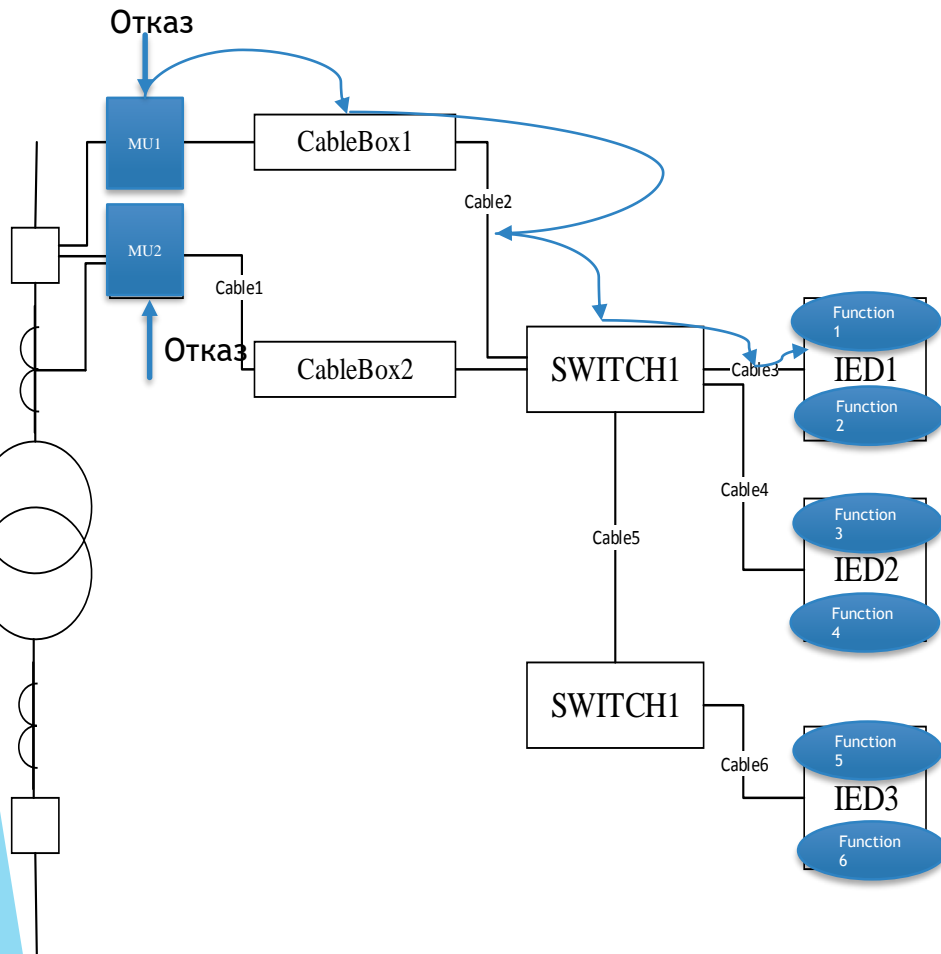 Отказ
MU1
CableBox1
Cable2
MU2
Cable1
Отказ
CableBox2
SWITCH1
Cable3
Function
1
IED1
Function
2
Cable4
Function
3
IED2
Function
4
Cable5
SWITCH1
Cable6
Function
5
IED3
Function
6